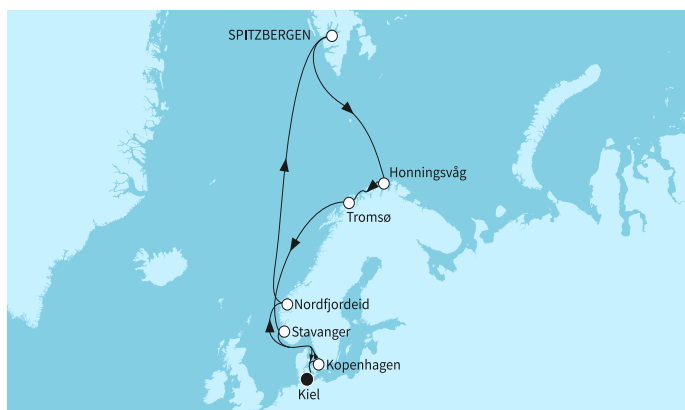 SPITZBERGEN
Honningsvåg
Tromsø
Nordfjordeid
Stavanger
Kopenhagen
Kiel